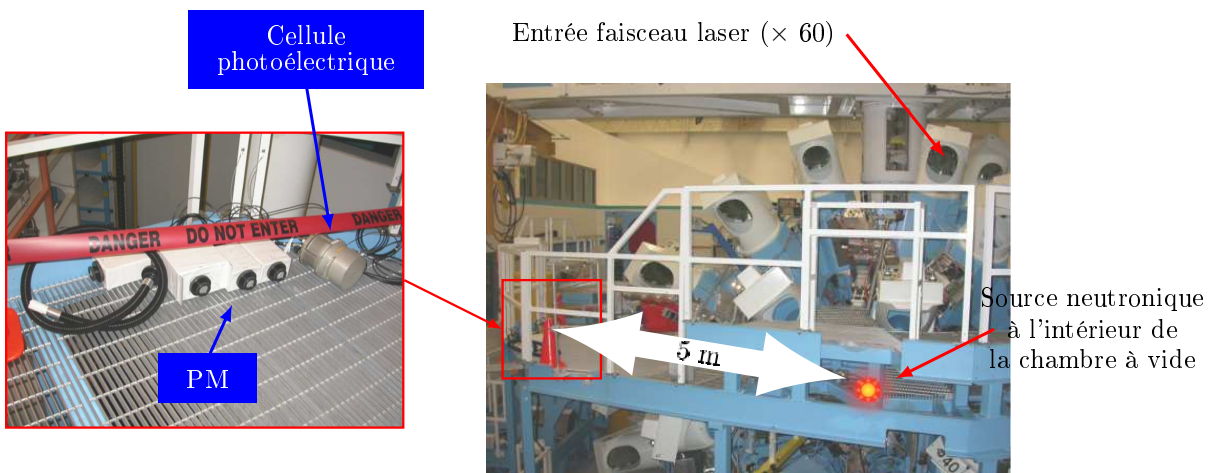 Cellule
photoélectrique
Entrée faisceau laser (× 60)
DANGER DO NOT ENTER DANGER
PM
5 m
Source neutronique
à l'intérieur de
la chambre à vide
Φ40